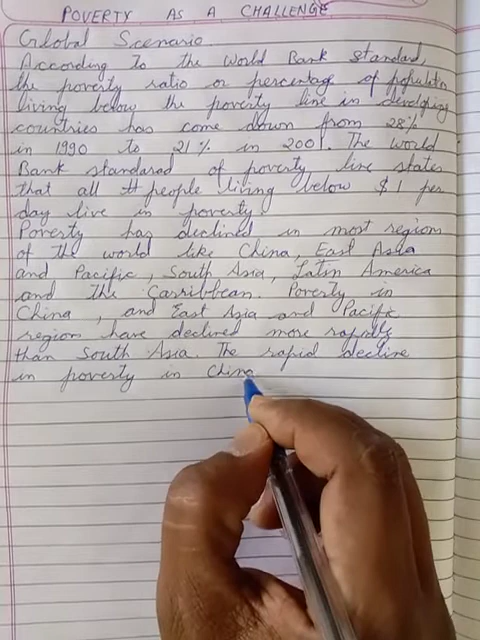 POVERTY AS A CHALLENGE
Global Scenario
According to the World Bank standard,
the poverty ratio or percentage of population
living below the poverty line in developing
countries has come down from 28%
in 1990 to 21% in 2001. The world
Bank standarad of poverty line states
that all people living below $1 per
day live in poverty.
Poverty has declined in most region
of the world like China, East Asia
and Pacific, South Asia, Latin America
and the Carribbean. Poverty in
China, and East Asia and Pacific
region have declined more rapidly
than South Asia. The rapid decline
in poverty in China